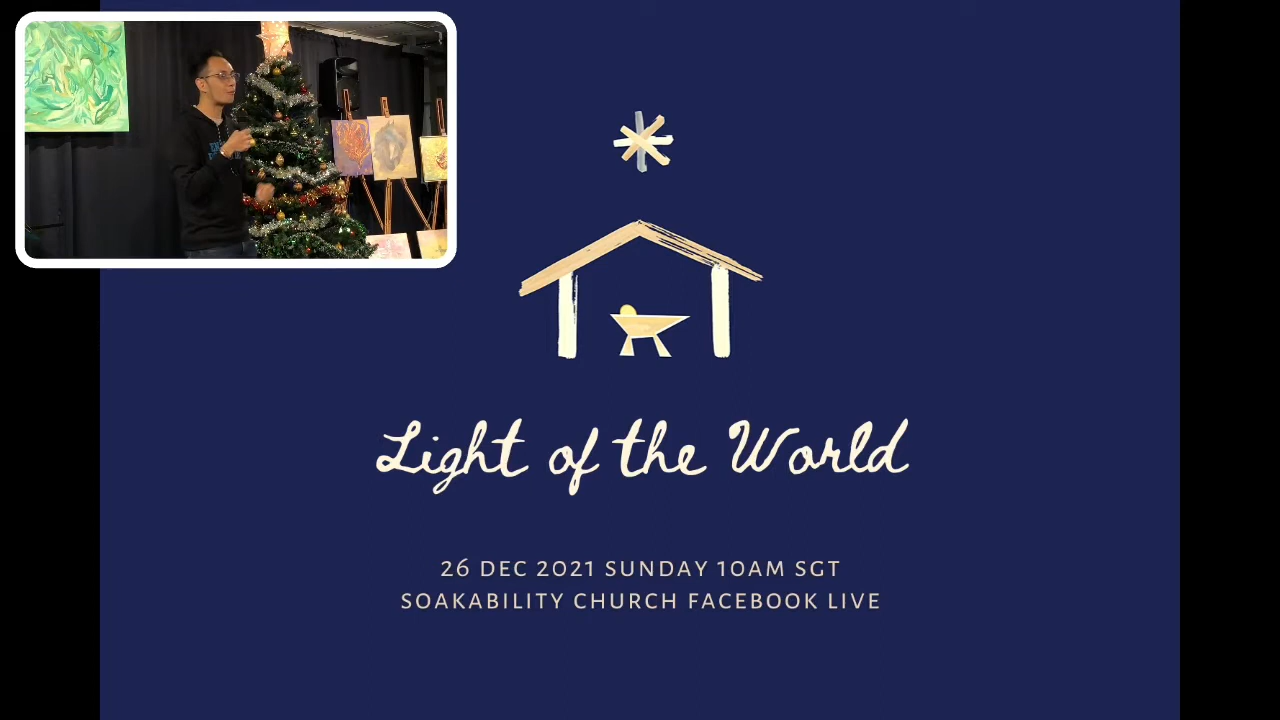 Light of the World
26 DEC 2021 SUNDAY 10AM SGT
SOAKABILITY CHURCH FACEBOOK LIVE